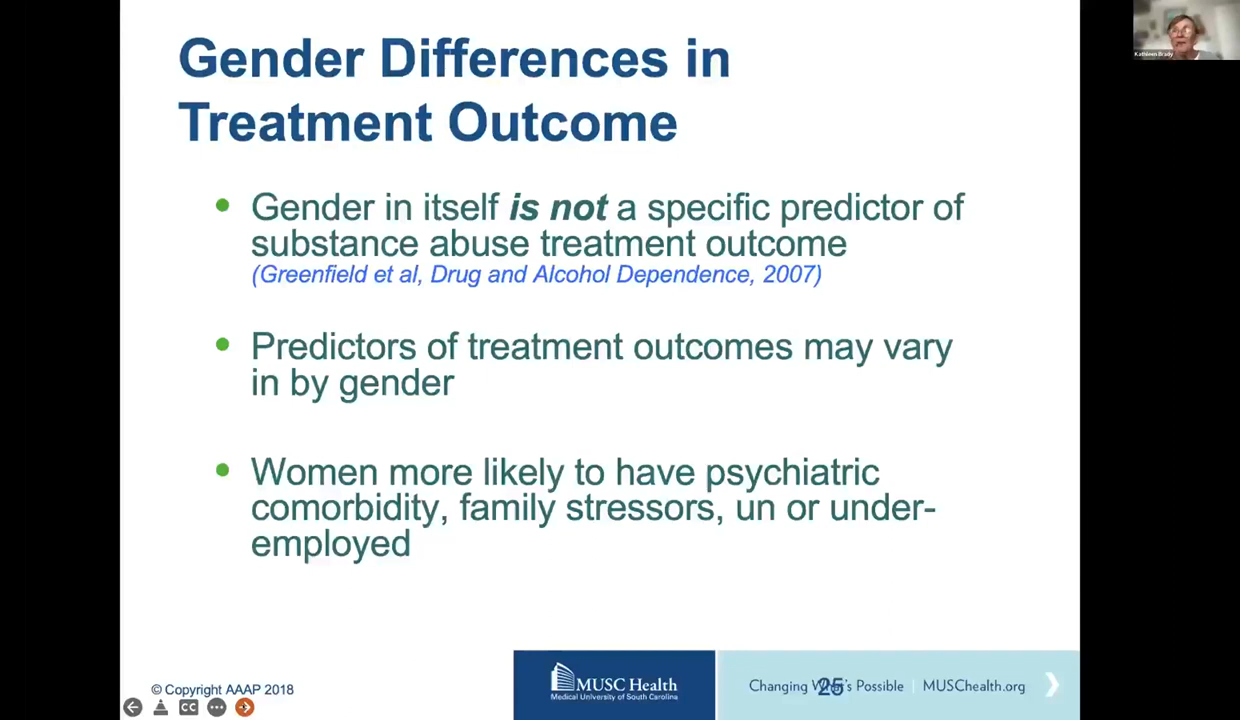 Gender Differences in
Treatment Outcome
Kathleen Brady
• Gender in itself is not a specific predictor of
substance abuse treatment outcome
(Greenfield et al, Drug and Alcohol Dependence, 2007)
• Predictors of treatment outcomes may vary
in by gender
• Women more likely to have psychiatric
comorbidity, family stressors, un or under-
employed
© Copyright AAAP 2018
CC
MUSC Health
Medical University of South Carolina
Changing What's Possible | MUSChealth.org
25